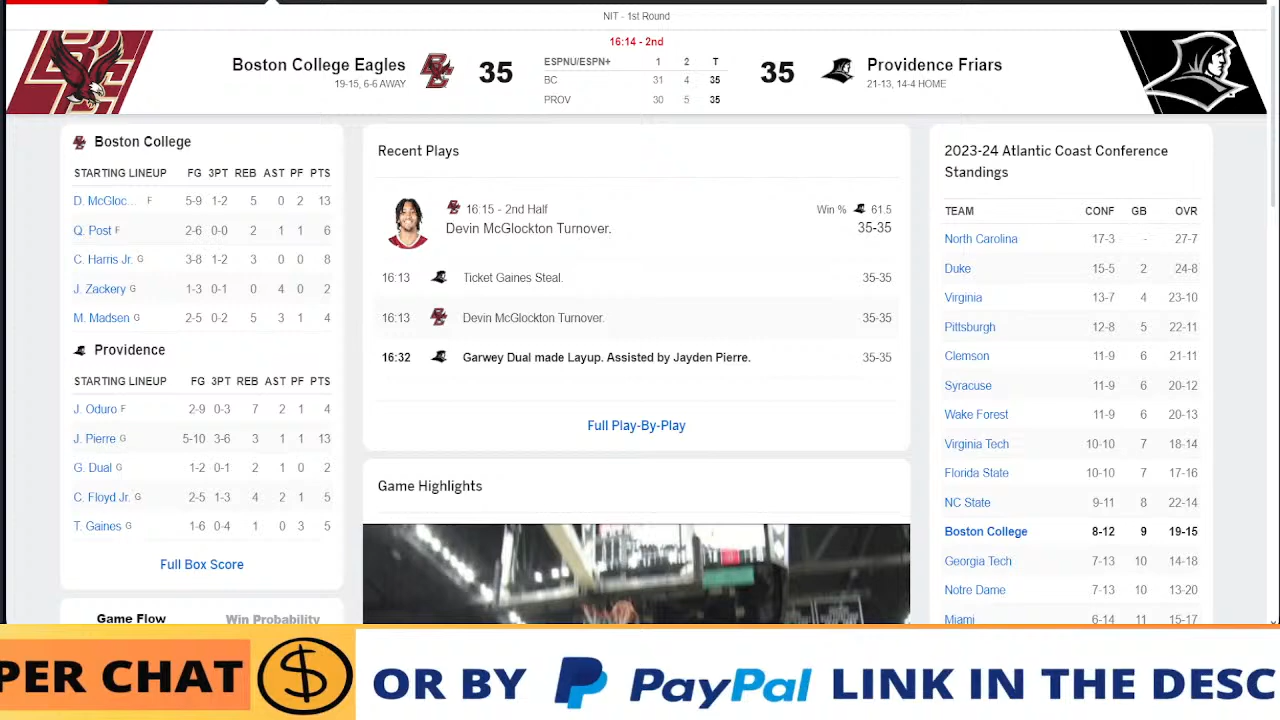 NIT - 1st Round
16:14 - 2nd
Boston College Eagles
19-15, 6-6 AWAY
35
ESPNU/ESPN+ 1 2 T
BC 31 4 35
PROV 30 5 35
35
Providence Friars
21-13, 14-4 HOME
Boston College
STARTING LINEUP FG 3PT REB AST PF PTS
D. McGloc... F 5-9 1-2 5 0 2 13
Q. Post F 2-6 0-0 2 1 1 6
C. Harris Jr. G 3-8 1-2 3 0 0 8
J. Zackery G 1-3 0-1 0 4 0 2
M. Madsen G 2-5 0-2 5 3 1 4
Providence
STARTING LINEUP FG 3PT REB AST PF PTS
J. Oduro F 2-9 0-3 7 2 1 4
J. Pierre G 5-10 3-6 3 1 1 13
G. Dual G 1-2 0-1 2 1 0 2
C. Floyd Jr. G 2-5 1-3 4 2 1 5
T. Gaines G 1-6 0-4 1 0 3 5
Full Box Score
Game Flow Win Probability
Recent Plays
16:15 - 2nd Half
Devin McGlockton Turnover.
Win % 61.5
35-35
16:13 Ticket Gaines Steal. 35-35
16:13 Devin McGlockton Turnover. 35-35
16:32 Garwey Dual made Layup. Assisted by Jayden Pierre. 35-35
Full Play-By-Play
Game Highlights
2023-24 Atlantic Coast Conference
Standings
TEAM CONF GB OVR
North Carolina 17-3 - 27-7
Duke 15-5 2 24-8
Virginia 13-7 4 23-10
Pittsburgh 12-8 5 22-11
Clemson 11-9 6 21-11
Syracuse 11-9 6 20-12
Wake Forest 11-9 6 20-13
Virginia Tech 10-10 7 18-14
Florida State 10-10 7 17-16
NC State 9-11 8 22-14
Boston College 8-12 9 19-15
Georgia Tech 7-13 10 14-18
Notre Dame 7-13 10 13-20
Miami 6-14 11 15-17
PER CHAT $ OR BY PayPal LINK IN THE DESC